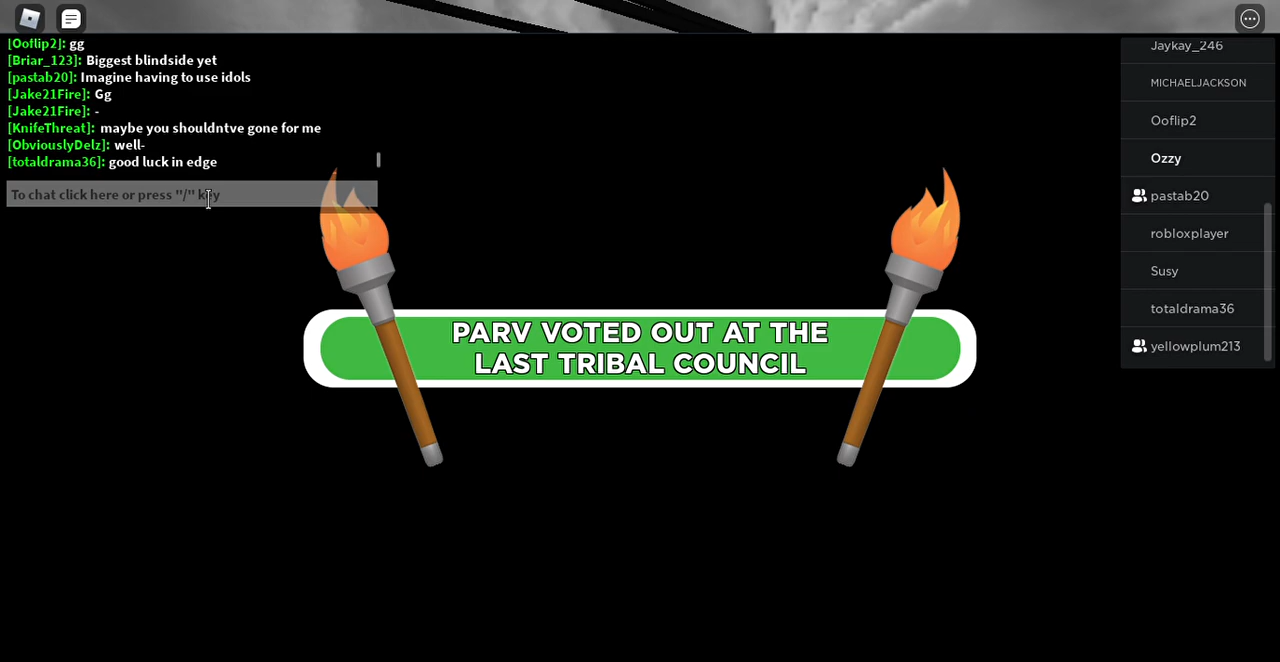 [Ooflip2]: gg
[Briar_123]: Biggest blindside yet
[pastab20]: Imagine having to use idols
[Jake21Fire]: Gg
[Jake21Fire]: -
[KnifeThreat]: maybe you shouldntve gone for me
[ObviouslyDelz]: well-
[totaldrama36]: good luck in edge
To chat click here or press "/" key
PARV VOTED OUT AT THE
LAST TRIBAL COUNCIL
Jaykay_246
MICHAELJACKSON
Ooflip2
Ozzy
pastab20
robloxplayer
Susy
totaldrama36
yellowplum213